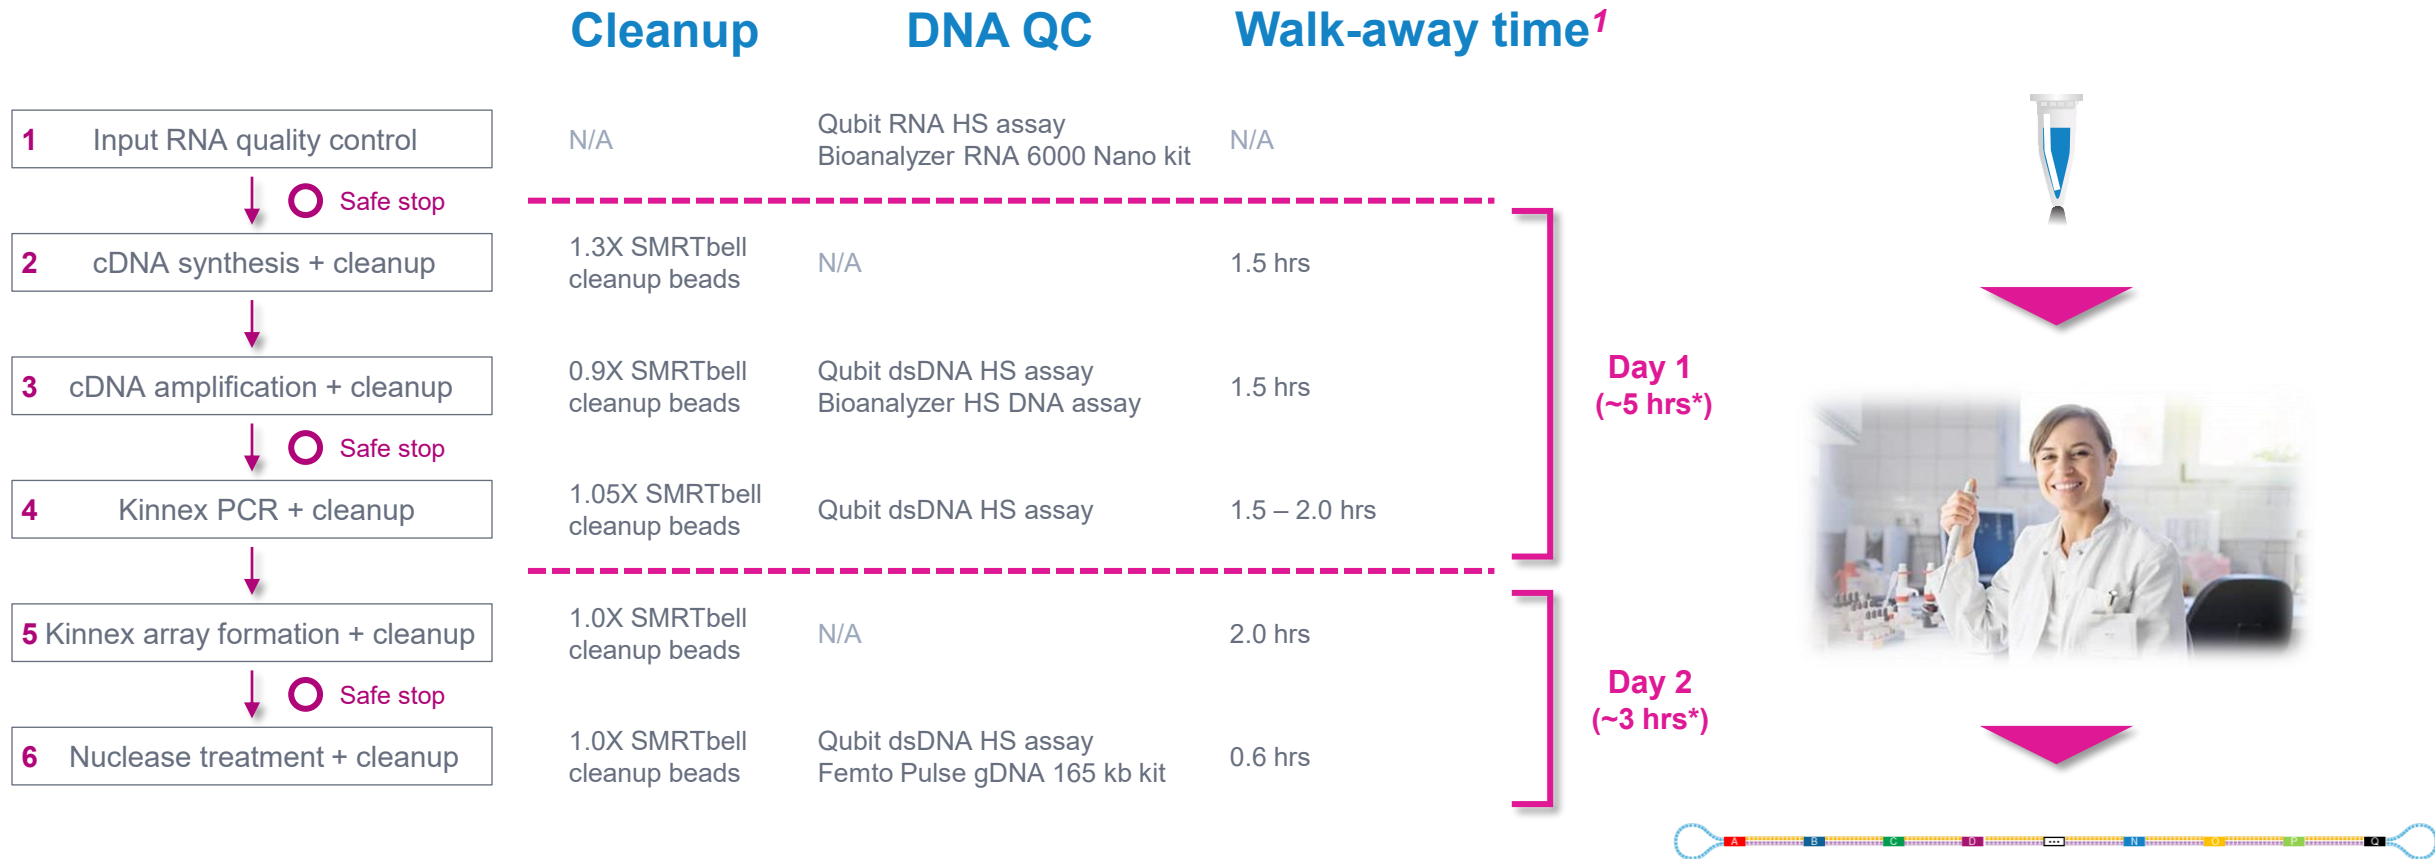 Cleanup DNA QC Walk-away time1
1 Input RNA quality control
N/A
Qubit RNA HS assay
Bioanalyzer RNA 6000 Nano kit
N/A
Safe stop
2 cDNA synthesis + cleanup
1.3X SMRTbell
cleanup beads
N/A
1.5 hrs
3 cDNA amplification + cleanup
0.9X SMRTbell
cleanup beads
Qubit dsDNA HS assay
Bioanalyzer HS DNA assay
1.5 hrs
Safe stop
4 Kinnex PCR + cleanup
1.05X SMRTbell
cleanup beads
Qubit dsDNA HS assay
1.5 – 2.0 hrs
Day 1
(~5 hrs*)
5 Kinnex array formation + cleanup
1.0X SMRTbell
cleanup beads
N/A
2.0 hrs
Safe stop
6 Nuclease treatment + cleanup
1.0X SMRTbell
cleanup beads
Qubit dsDNA HS assay
Femto Pulse gDNA 165 kb kit
0.6 hrs
Day 2
(~3 hrs*)
A B C D ... N O P Q